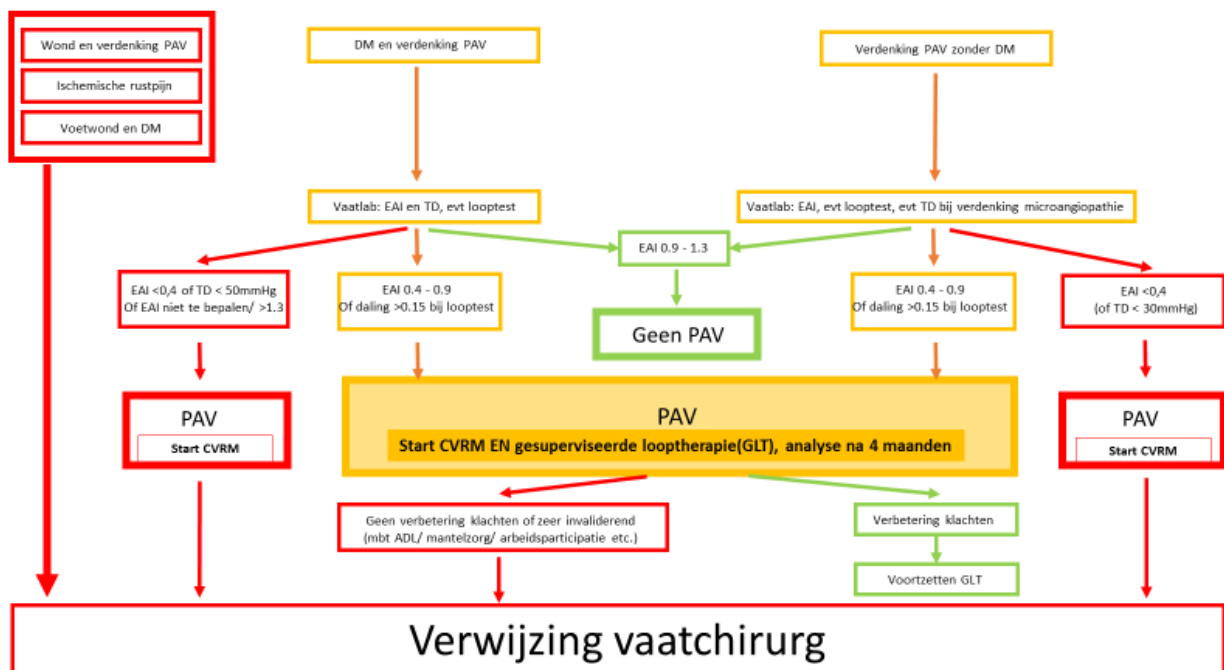 Wond en verdenking PAV
Ischemische rustpijn
Voetwond en DM
DM en verdenking PAV
Verdenking PAV zonder DM
Vaatlab: EAI en TD, evt looptest
Vaatlab: EAI, evt looptest, evt TD bij verdenking microangiopathie
EAI 0.9 - 1.3
EAI <0,4 of TD < 50mmHg
Of EAI niet te bepalen/ >1.3
EAI 0.4 - 0.9
Of daling >0.15 bij looptest
Geen PAV
EAI 0.4 - 0.9
Of daling >0.15 bij looptest
EAI <0,4
(of TD < 30mmHg)
PAV
Start CVRM
PAV
Start CVRM EN gesuperviseerde looptherapie(GLT), analyse na 4 maanden
PAV
Start CVRM
Geen verbetering klachten of zeer invaliderend
(mbt ADL/ mantelzorg/ arbeidsparticipatie etc.)
Verbetering klachten
Voortzetten GLT
Verwijzing vaatchirurg